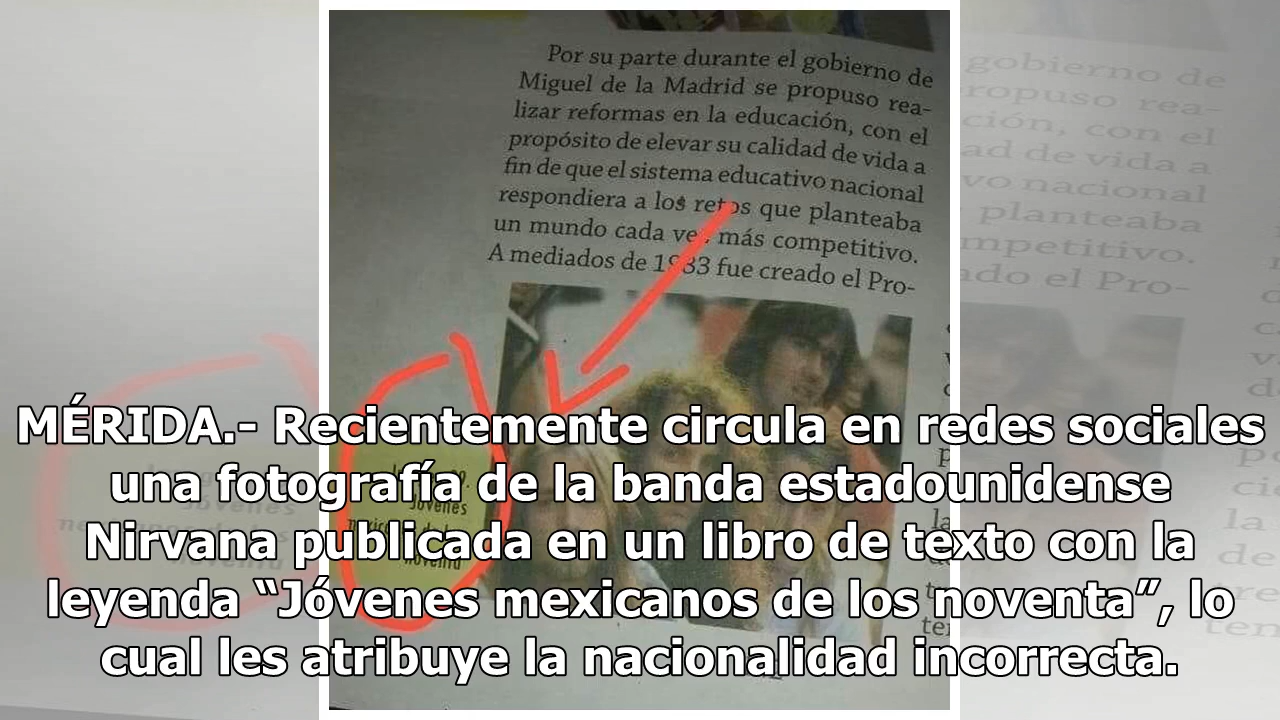 Por su parte durante el gobierno de
Miguel de la Madrid se propuso rea-
lizar reformas en la educación, con el
propósito de elevar su calidad de vida a
fin de que el sistema educativo nacional
respondiera a los retos que planteaba
un mundo cada vez más competitivo.
A mediados de 1983 fue creado el Pro-
Jóvenes
MÉRIDA.- Recientemente circula en redes sociales
una fotografía de la banda estadounidense
Nirvana publicada en un libro de texto con la
leyenda “Jóvenes mexicanos de los noventa”, lo
cual les atribuye la nacionalidad incorrecta.